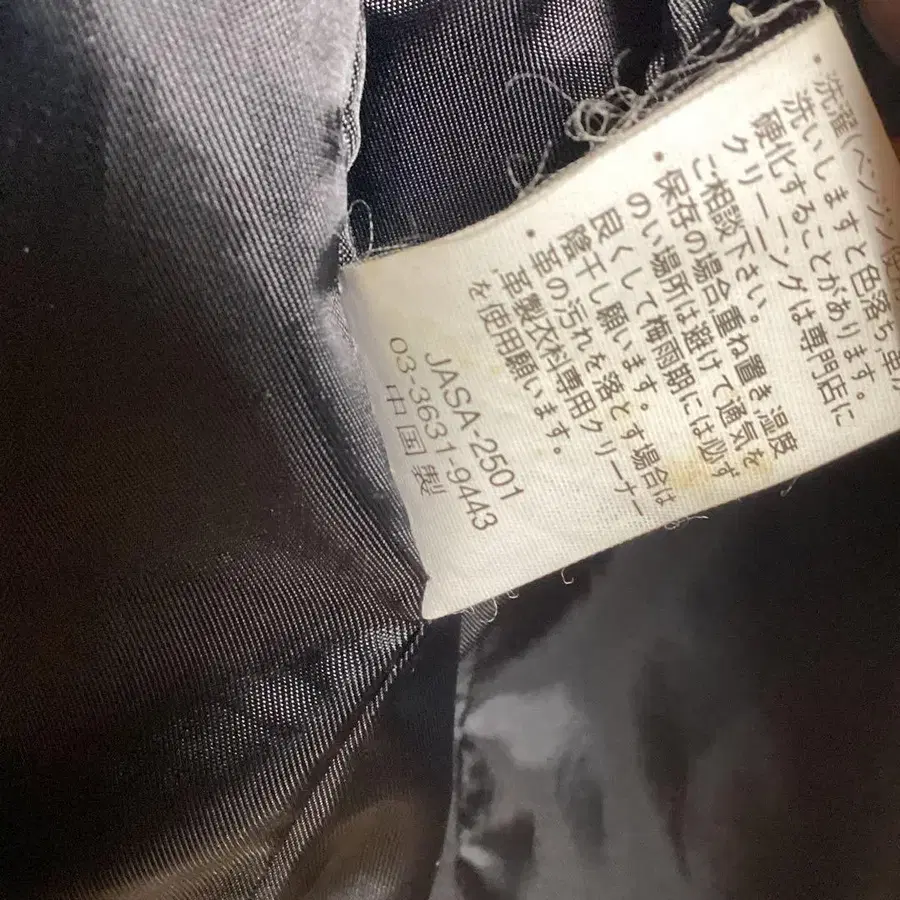 ・洗濯(ベンジン使
洗いしますと色落ち、革
硬化することがあります。
クリーニングは専門店に
ご相談下さい。
・保存の場合重ね置き、湿度
のい場所は避けて通気を
良くして梅雨期には必ず
陰干し願います。
・革の汚れを落とす場合は
革製衣料専用クリーナー
を使用願います。
JASA-2501
03-3631-9443
中国製